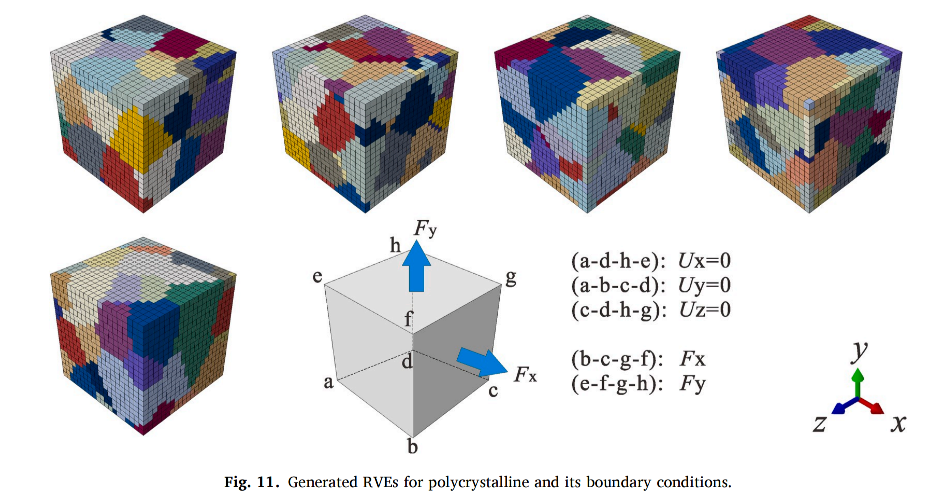 Fy
h
e
g
f
d
a
Fx
c
b
(a-d-h-e): Ux=0
(a-b-c-d): Uy=0
(c-d-h-g): Uz=0
(b-c-g-f): Fx
(e-f-g-h): Fy
y
z
x
Fig. 11. Generated RVEs for polycrystalline and its boundary conditions.